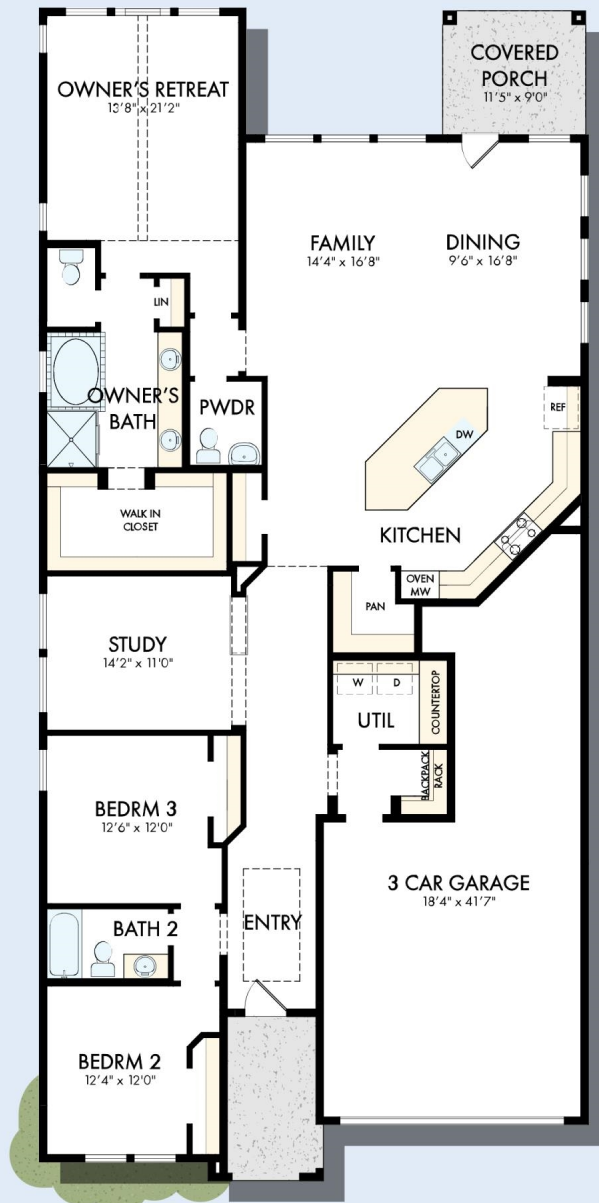 COVERED
PORCH
11'5" x 9'0"
OWNER'S RETREAT
13'8" x 21'2"
FAMILY
14'4" x 16'8"
DINING
9'6" x 16'8"
LIN
OWNER'S
BATH
PWDR
REF
DW
WALK IN
CLOSET
KITCHEN
OVEN
MW
PAN
STUDY
14'2" x 11'0"
W
D
COUNTERTOP
UTIL
BACKPACK
RACK
BEDRM 3
12'6" x 12'0"
3 CAR GARAGE
18'4" x 41'7"
BATH 2
ENTRY
BEDRM 2
12'4" x 12'0"